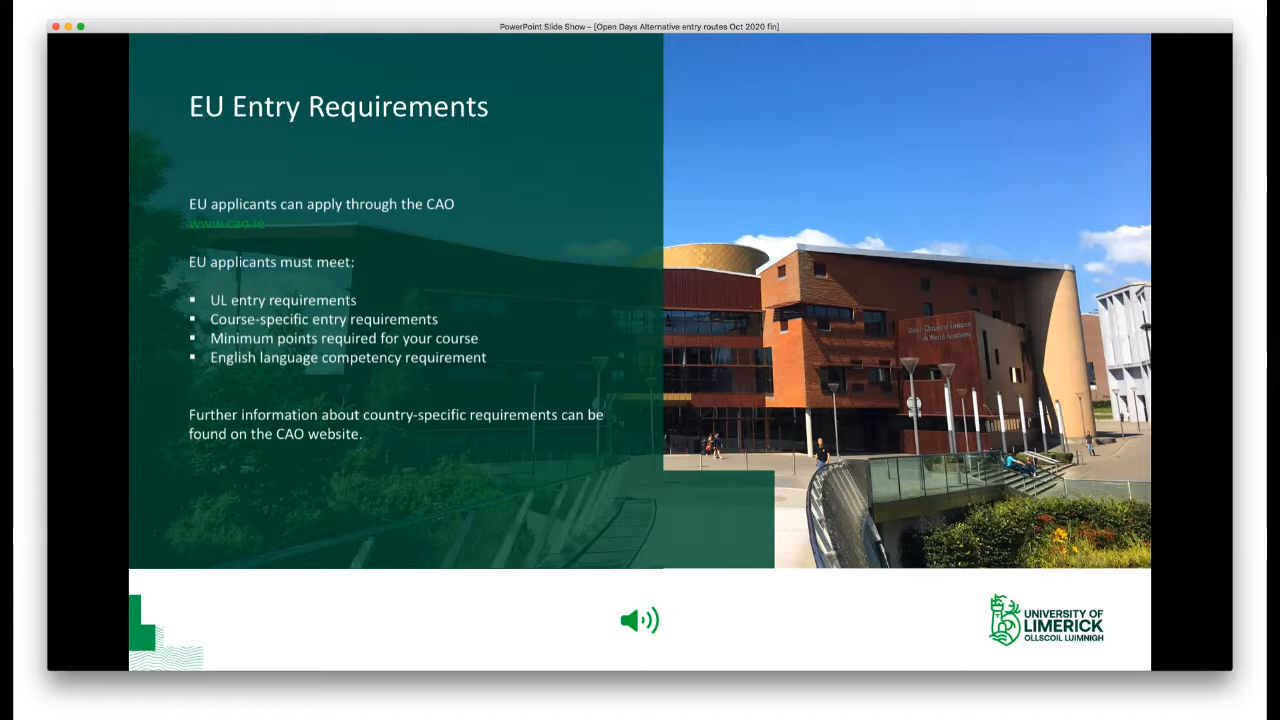 PowerPoint Slide Show – [Open Days Alternative entry routes Oct 2020 fin]
EU Entry Requirements
EU applicants can apply through the CAO
www.cao.ie
EU applicants must meet:
▪ UL entry requirements
▪ Course-specific entry requirements
▪ Minimum points required for your course
▪ English language competency requirement
Further information about country-specific requirements can be
found on the CAO website.
World Academy
UNIVERSITY OF
LIMERICK
OLLSCOIL LUIMNIGH